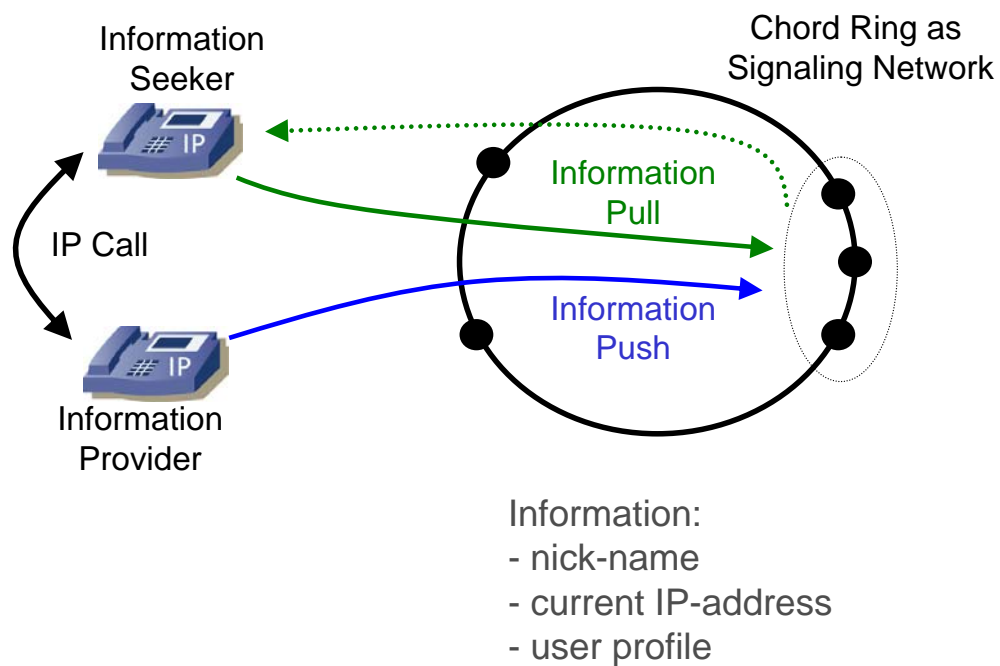 Information
Seeker
Chord Ring as
Signaling Network
IP
Information
Pull
IP Call
Information
Push
IP
Information
Provider
Information:
- nick-name
- current IP-address
- user profile